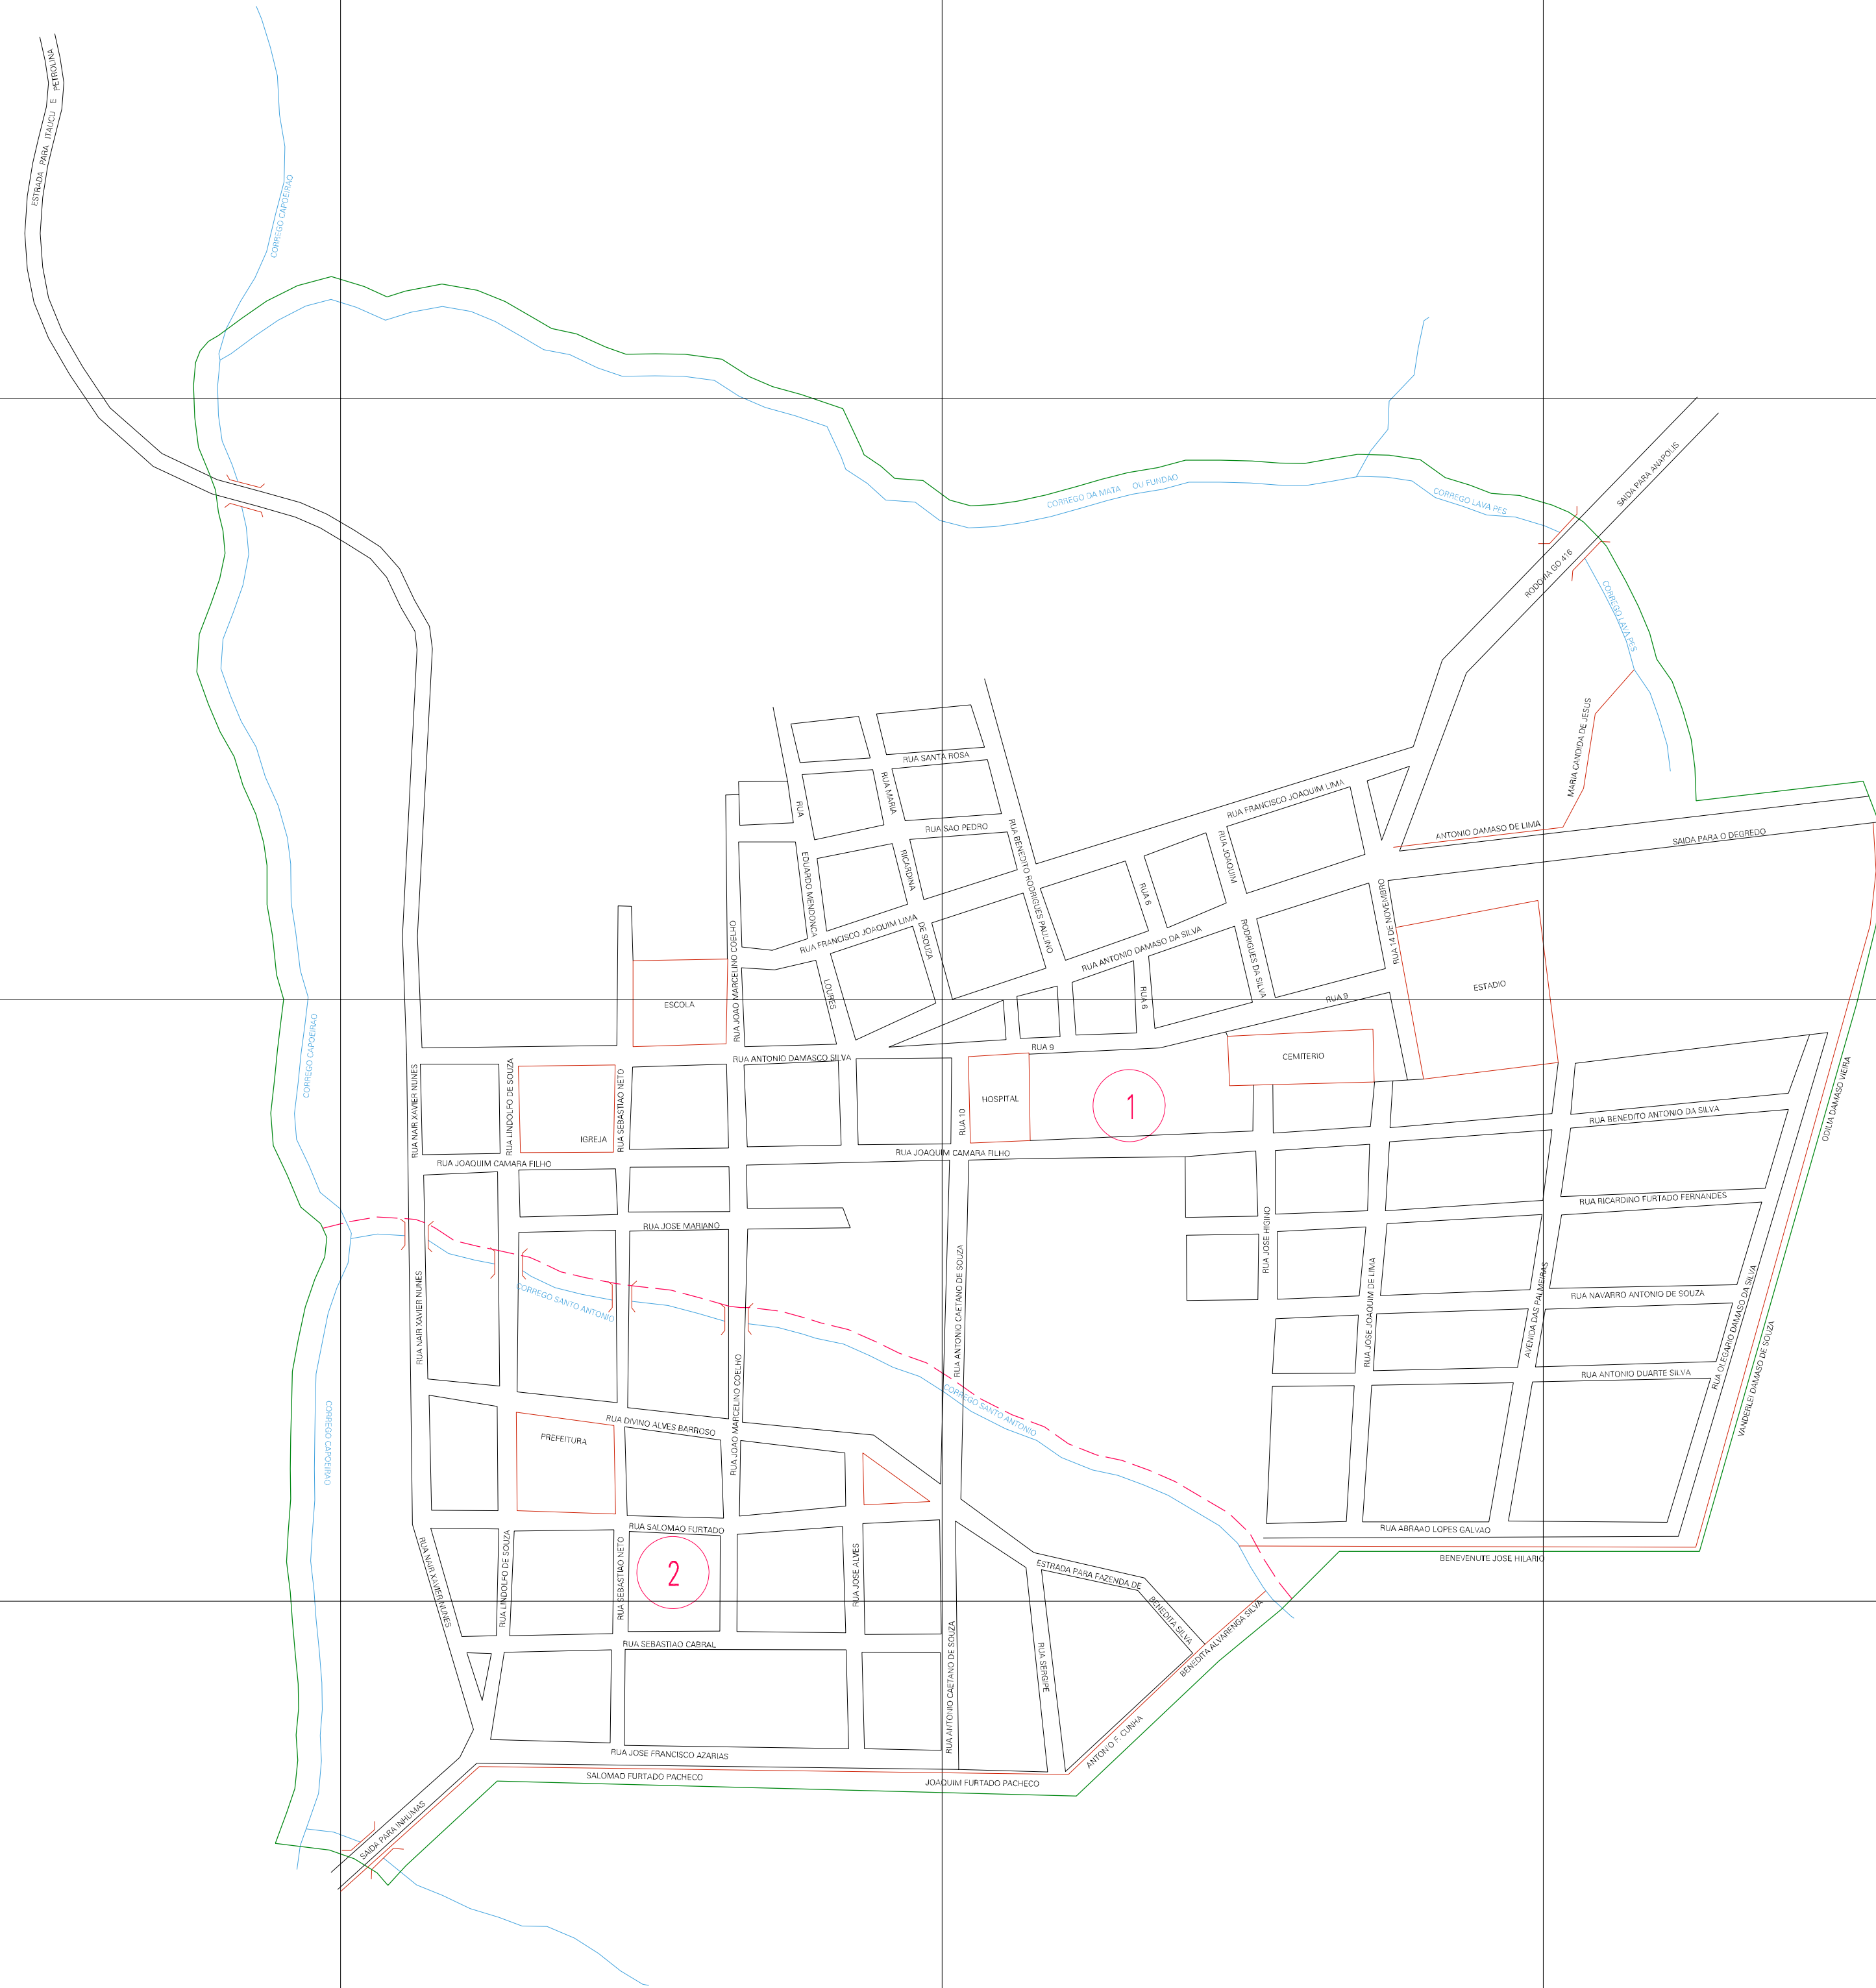 ESTRADA PARA ITAUCU E PETROLINA
CORREGO CAPOEIRAO
CORREGO DA MATA OU FUNDAO
CORREGO LAVA PES
SAIDA PARA ANAPOLIS
RODOVIA GO 416
CORREGO LAVA PES
MARIA CANDIDA DE JESUS
ANTONIO DAMASO DE LIMA
SAIDA PARA O DEGREDO
RUA SANTA ROSA
RUA MARIA
RICARDINA
DE SOUZA
RUA SAO PEDRO
RUA
EDUARDO MENDONCA
LOURES
RUA FRANCISCO JOAQUIM LIMA
RUA BENEDITO RODRIGUES PAULINO
RUA FRANCISCO JOAQUIM LIMA
RUA JOAQUIM
RODRIGUES DA SILVA
RUA 6
RUA ANTONIO DAMASO DA SILVA
RUA 6
RUA 14 DE NOVEMBRO
RUA 9
ESTADIO
ESCOLA
RUA JOAO MARCELINO COELHO
RUA 9
CEMITERIO
RUA ANTONIO DAMASCO SILVA
CORREGO CAPOEIRAO
RUA NAIR XAVIER NUNES
RUA LINDOLFO DE SOUZA
IGREJA
RUA SEBASTIAO NETO
HOSPITAL
1
RUA 10
RUA JOAQUIM CAMARA FILHO
RUA JOAQUIM CAMARA FILHO
RUA BENEDITO ANTONIO DA SILVA
ODILIA DAMASO VIEIRA
RUA RICARDINO FURTADO FERNANDES
RUA JOSE MARIANO
RUA JOSE HIGINO
RUA NAIR XAVIER NUNES
CORREGO SANTO ANTONIO
RUA ANTONIO CAETANO DE SOUZA
RUA JOSE JOAQUIM DE LIMA
AVENIDA DAS PALMEIRAS
RUA NAVARRO ANTONIO DE SOUZA
RUA OLEGARIO DAMASO DA SILVA
VANDERLEI DAMASO DE SOUZA
RUA ANTONIO DUARTE SILVA
CORREGO CAPOEIRAO
RUA JOAO MARCELINO COELHO
CORREGO SANTO ANTONIO
RUA DIVINO ALVES BARROSO
PREFEITURA
RUA SALOMAO FURTADO
RUA ABRAAO LOPES GALVAO
BENEVENUTE JOSE HILARIO
RUA NAIR XAVIER NUNES
RUA LINDOLFO DE SOUZA
RUA SEBASTIAO NETO
2
RUA JOSE ALVES
ESTRADA PARA FAZENDA DE
BENEDITA SILVA
BENEDITA ALVARENGA SILVA
RUA SEBASTIAO CABRAL
RUA ANTONIO CAETANO DE SOUZA
RUA SERGIPE
ANTONIO F. CUNHA
RUA JOSE FRANCISCO AZARIAS
SALOMAO FURTADO PACHECO
JOAQUIM FURTADO PACHECO
SAIDA PARA INHUMAS